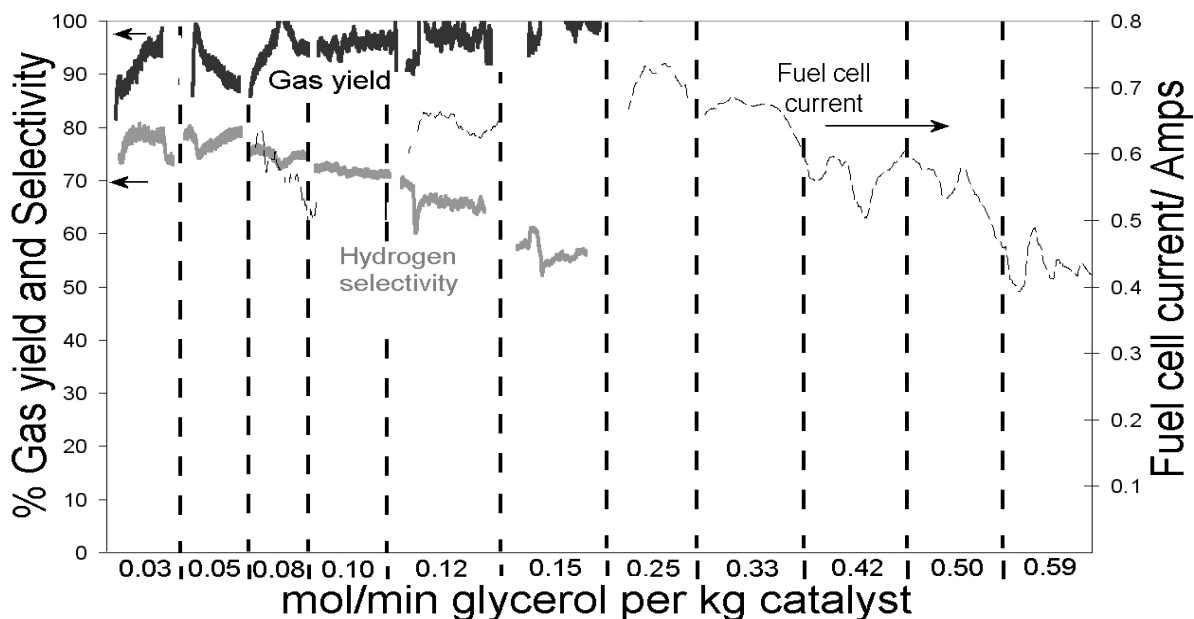 % Gas yield and Selectivity
100
90
80
70
60
50
40
30
20
10
0
Gas yield
Hydrogen
selectivity
Fuel cell
current
0.8
0.7
0.6
0.5
0.4
0.3
0.2
0.1
Fuel cell current/ Amps
0.03 0.05 0.08 0.10 0.12 0.15 0.25 0.33 0.42 0.50 0.59
mol/min glycerol per kg catalyst